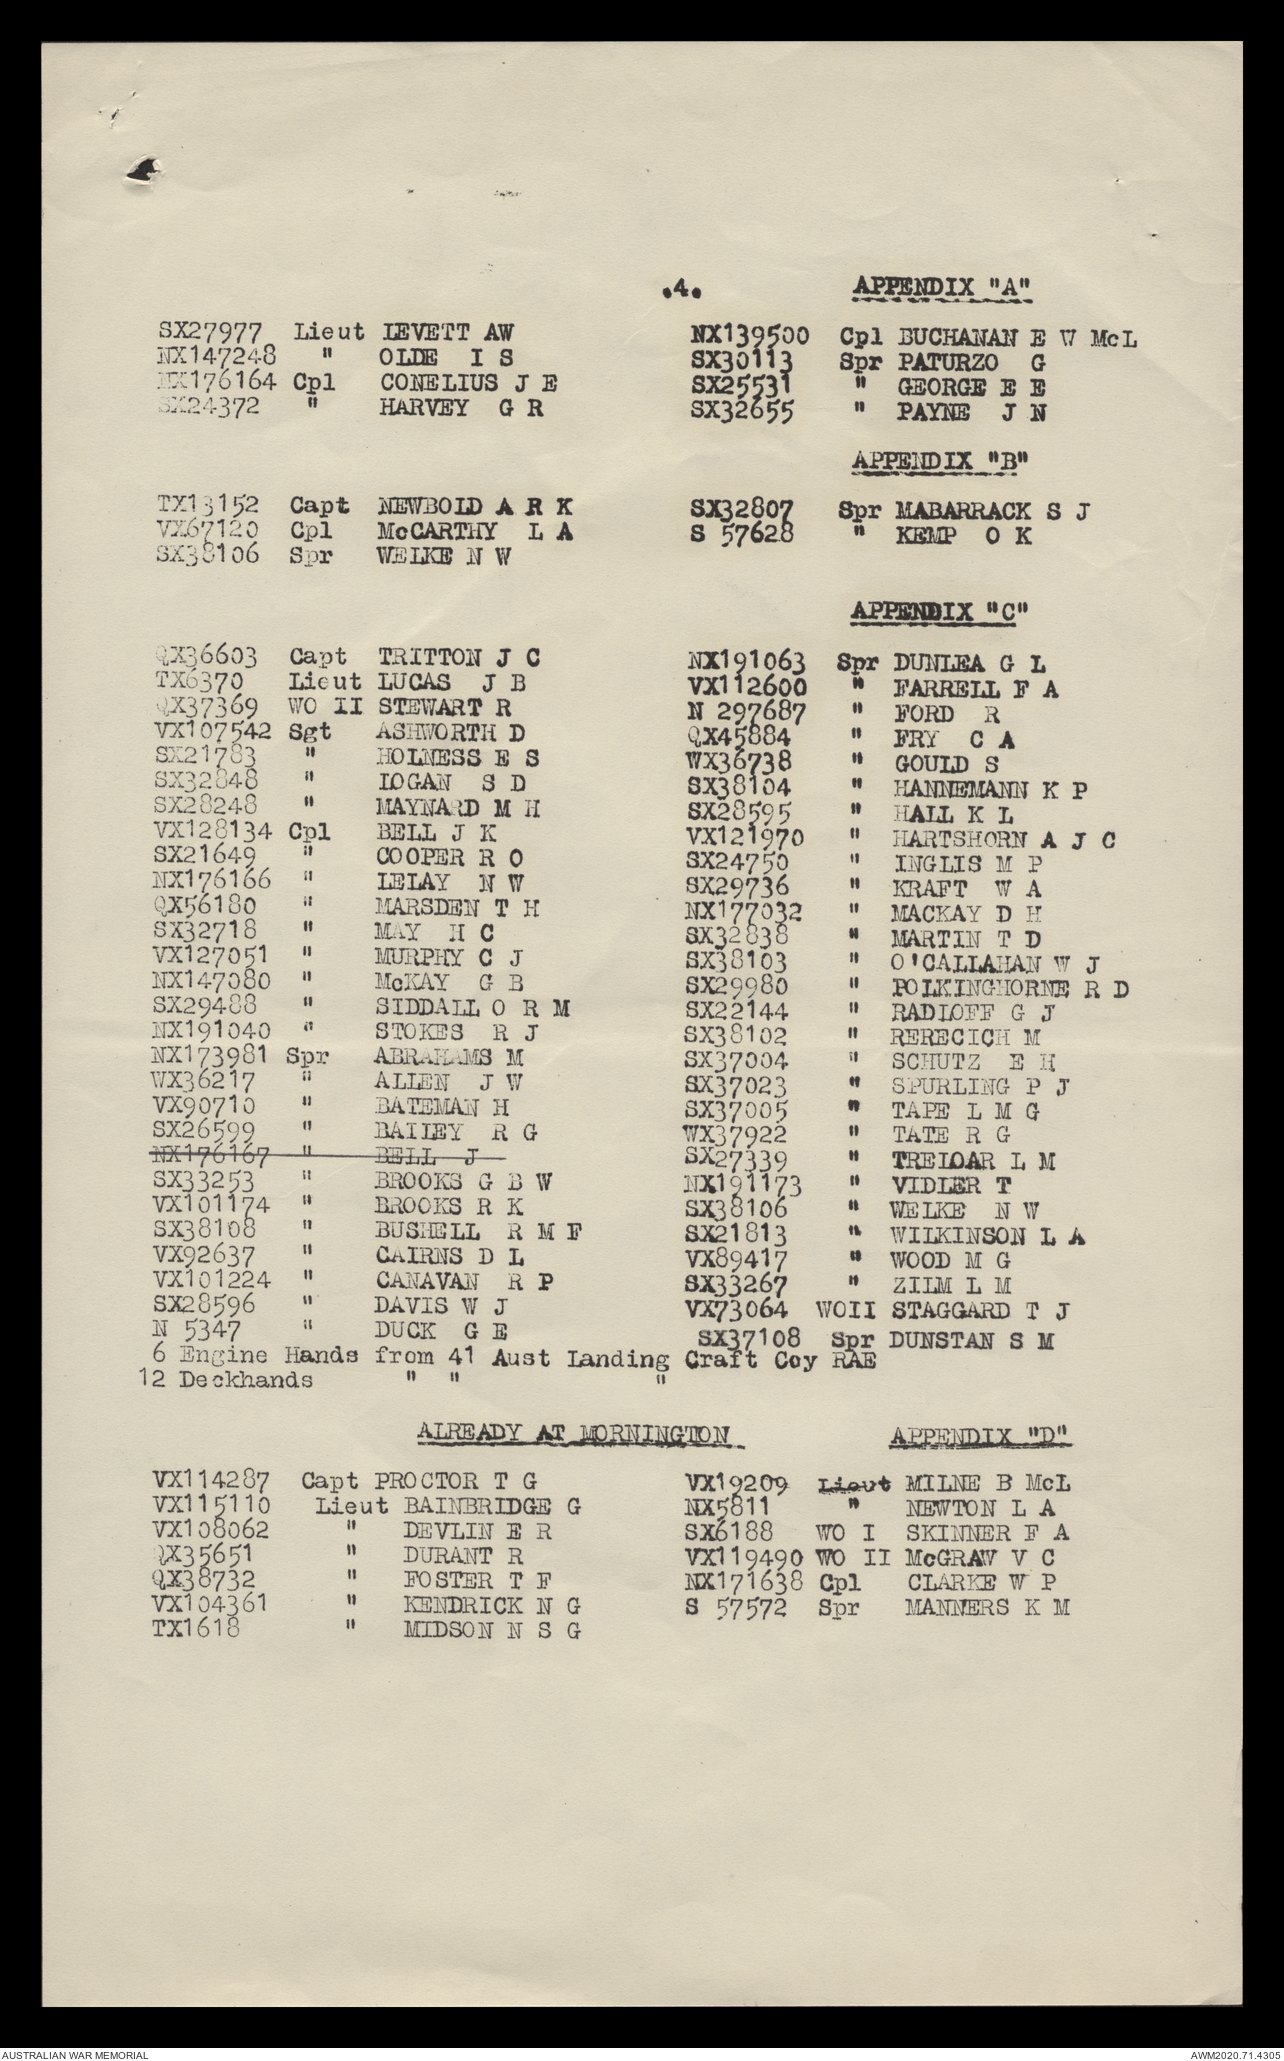 .4. APPENDIX "A"
SX27977 Lieut LEVETT AW NX139500 Cpl BUCHANAN E W McL
NX147248 " OLDE I S SX30113 Spr PATURZO G
NX176164 Cpl CONELIUS J E SX25531 " GEORGE E E
SX24372 " HARVEY G R SX32655 " PAYNE J N
APPENDIX "B"
TX13152 Capt NEWBOLD A R K SX32807 Spr MABARRACK S J
VX67120 Cpl McCARTHY L A S 57628 " KEMP O K
SX38106 Spr WELKE N W
APPENDIX "C"
QX36603 Capt TRITTON J C NX191063 Spr DUNLEA G L
TX6370 Lieut LUCAS J B VX112600 " FARRELL F A
QX37369 WO II STEWART R N 297687 " FORD R
VX107542 Sgt ASHWORTH D QX45884 " FRY C A
SX21783 " HOLNESS E S WX36738 " GOULD S
SX32848 " LOGAN S D SX38104 " HANNEMANN K P
SX28248 " MAYNARD M H SX28595 " HALL K L
VX128134 Cpl BELL J K VX121970 " HARTSHORN A J C
SX21649 " COOPER R O SX24750 " INGLIS M P
NX176166 " LELAY N W SX29736 " KRAFT W A
QX56180 " MARSDEN T H NX177032 " MACKAY D H
SX32718 " MAY H C SX32838 " MARTIN T D
VX127051 " MURPHY C J SX38103 " O'CALLAHAN W J
NX147080 " McKAY G B SX29980 " POLKINGHORNE R D
SX29488 " SIDDALL O R M SX22144 " RADLOFF G J
NX191040 " STOKES R J SX38102 " RERECICH M
NX173981 Spr ABRAHAMS M SX37004 " SCHUTZ E H
WX36217 " ALLEN J W SX37023 " SPURLING P J
VX90710 " BATEMAN H SX37005 " TAPE L M G
SX26599 " BAILEY R G WX37922 " TATE R G
NX176167 " BELL J SX27339 " TRELOAR L M
SX33253 " BROOKS G B W NX191173 " VIDLER T
VX101174 " BROOKS R K SX38106 " WELKE N W
SX38108 " BUSHELL R M F SX21813 " WILKINSON L A
VX92637 " CAIRNS D L VX89417 " WOOD M G
VX101224 " CANAVAN R P SX33267 " ZILM L M
SX28596 " DAVIS W J VX73064 WOII STAGGARD T J
N 5347 " DUCK G E SX37108 Spr DUNSTAN S M
6 Engine Hands from 41 Aust Landing Craft Coy RAE
12 Deckhands " " "
ALREADY AT MORNINGTON APPENDIX "D"
VX114287 Capt PROCTOR T G VX19209 Lieut MILNE B McL
VX115110 Lieut BAINBRIDGE G NX5811 " NEWTON L A
VX108062 " DEVLIN E R SX6188 WO I SKINNER F A
QX35651 " DURANT R VX119490 WO II McGRAW V C
QX38732 " FOSTER T F NX171638 Cpl CLARKE W P
VX104361 " KENDRICK N G S 57572 Spr MANNERS K M
TX1618 " MIDSON N S G
AUSTRALIAN WAR MEMORIAL AWM2020.71.4305